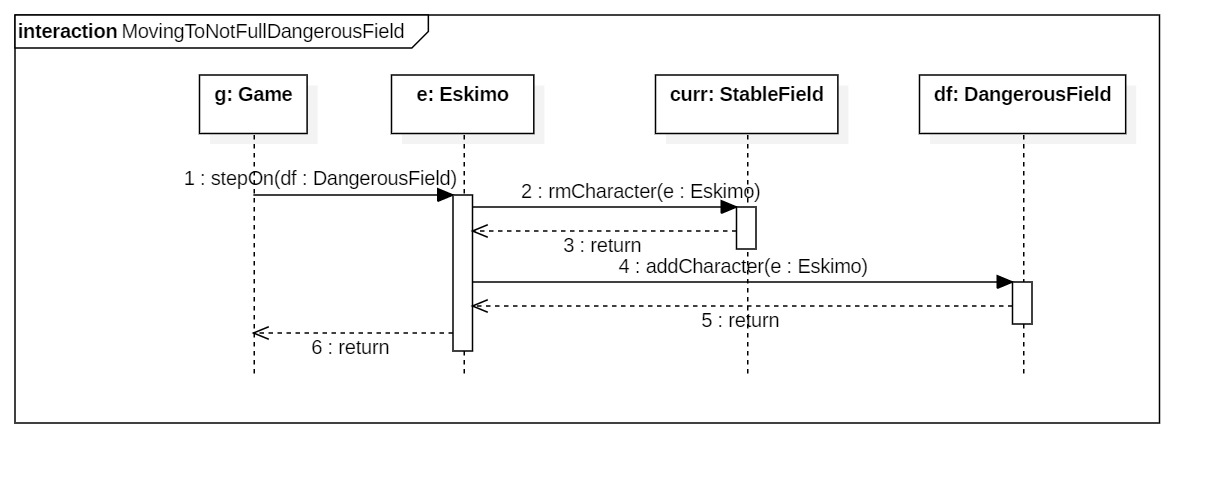 interaction MovingToNotFullDangerousField
g: Game
e: Eskimo
curr: StableField
df: DangerousField
1 : stepOn(df : DangerousField)
2 : rmCharacter(e : Eskimo)
3 : return
4 : addCharacter(e : Eskimo)
5 : return
6 : return